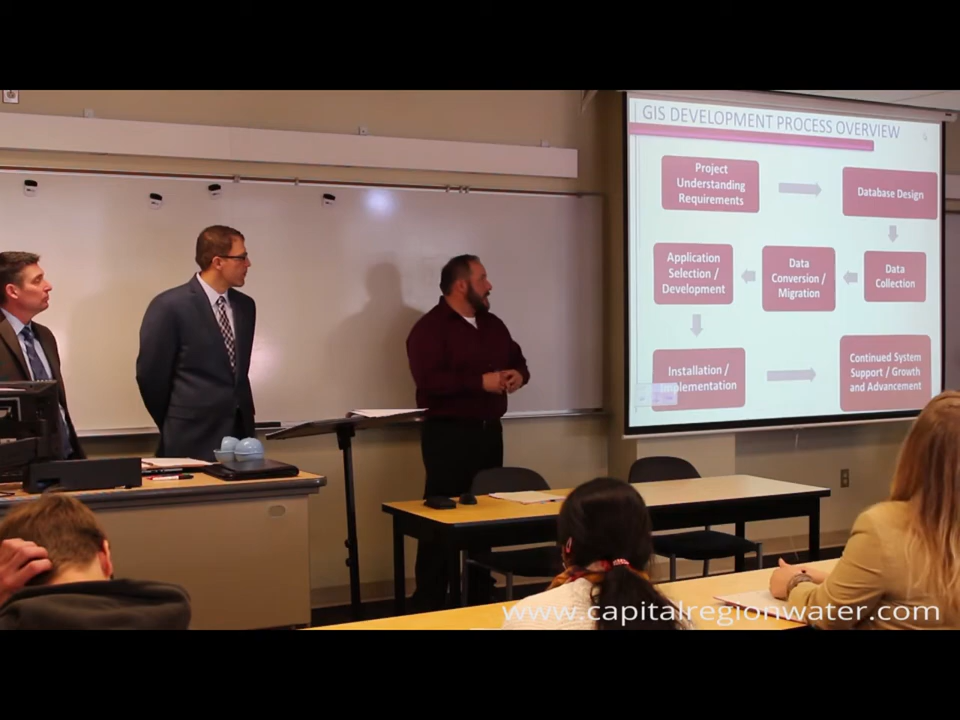 GIS DEVELOPMENT PROCESS OVERVIEW
Project
Understanding
Requirements
Database Design
Application
Selection /
Development
Data
Conversion /
Migration
Data
Collection
Installation /
Implementation
Continued System
Support / Growth
and Advancement
www.capitalregionwater.com